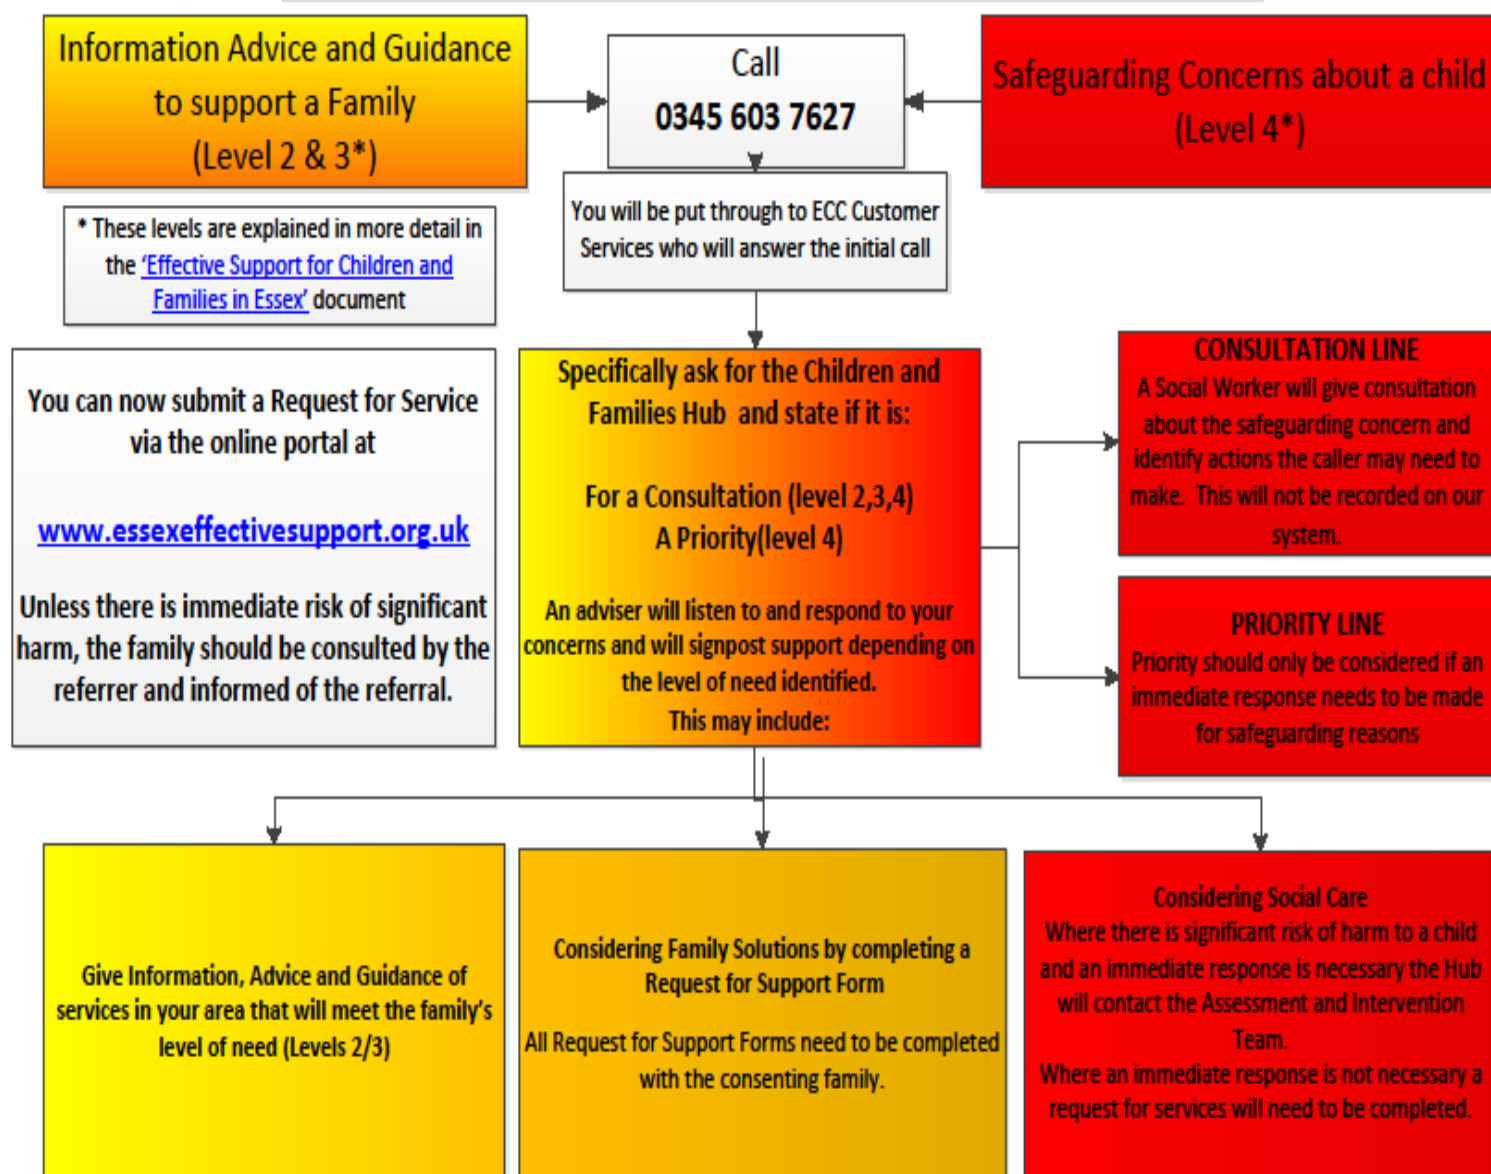 Information Advice and Guidance
to support a Family
(Level 2 & 3*)
Call
0345 603 7627
Safeguarding Concerns about a child
(Level 4*)
* These levels are explained in more detail in
the ‘Effective Support for Children and
Families in Essex’ document
You will be put through to ECC Customer
Services who will answer the initial call
You can now submit a Request for Service
via the online portal at
www.essexeffectivesupport.org.uk
Unless there is immediate risk of significant
harm, the family should be consulted by the
referrer and informed of the referral.
Specifically ask for the Children and
Families Hub and state if it is:
For a Consultation (level 2,3,4)
A Priority(level 4)
An adviser will listen to and respond to your
concerns and will signpost support depending on
the level of need identified.
This may include:
CONSULTATION LINE
A Social Worker will give consultation
about the safeguarding concern and
identify actions the caller may need to
make. This will not be recorded on our
system.
PRIORITY LINE
Priority should only be considered if an
immediate response needs to be made
for safeguarding reasons
Give Information, Advice and Guidance of
services in your area that will meet the family’s
level of need (Levels 2/3)
Considering Family Solutions by completing a
Request for Support Form
All Request for Support Forms need to be completed
with the consenting family.
Considering Social Care
Where there is significant risk of harm to a child
and an immediate response is necessary the Hub
will contact the Assessment and Intervention
Team.
Where an immediate response is not necessary a
request for services will need to be completed.